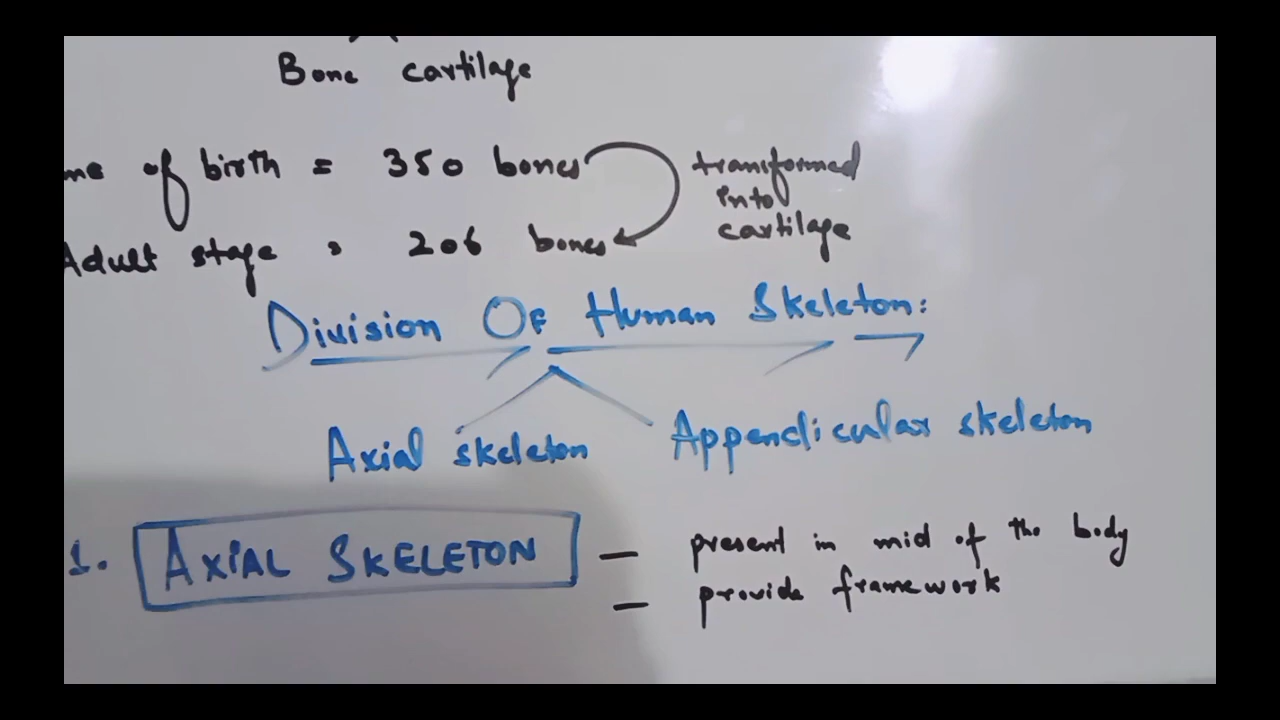 Bone cartilage
me of birth = 350 bones
transformed
into
cartilage
Adult stage = 206 bones
Division Of Human Skeleton:
Axial skeleton
Appendicular skeleton
1. AXIAL SKELETON — present in mid of the body
— provide framework